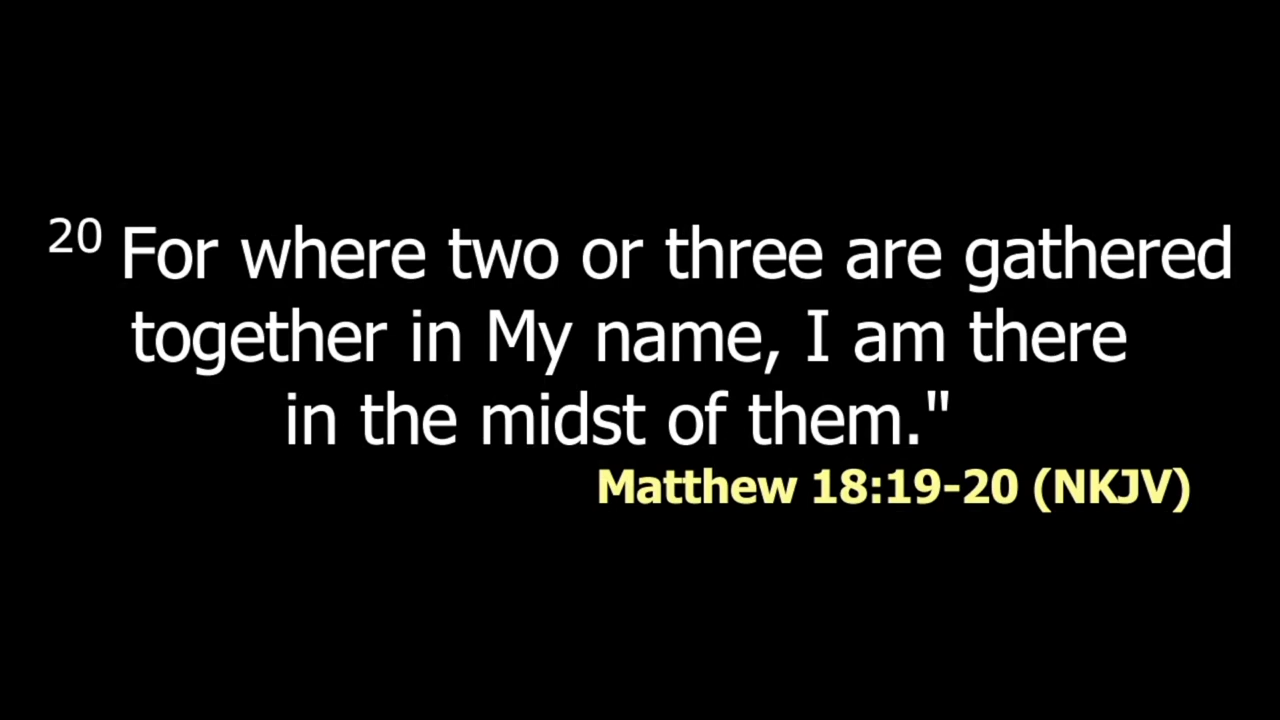 20 For where two or three are gathered
together in My name, I am there
in the midst of them."
Matthew 18:19-20 (NKJV)